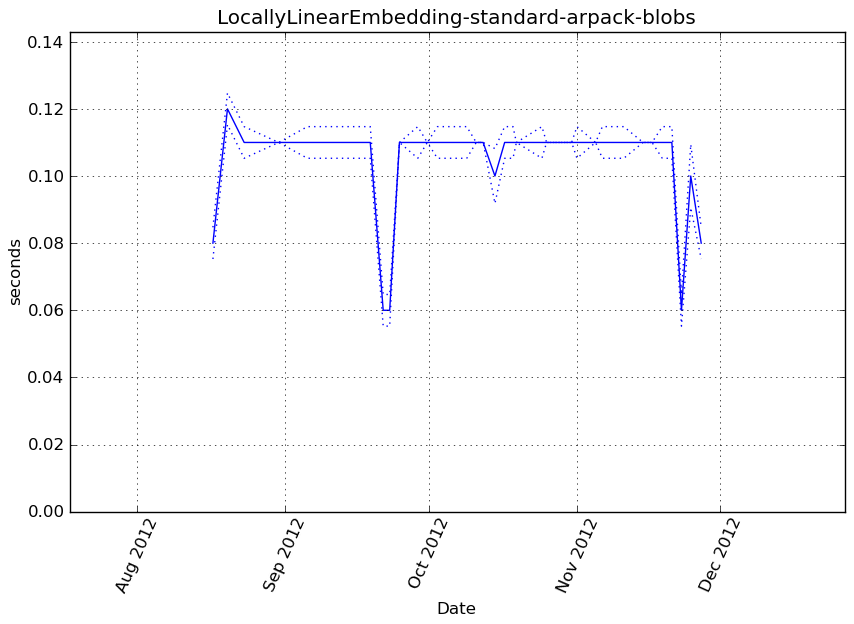 LocallyLinearEmbedding-standard-arpack-blobs
0.14
0.12
0.10
0.08
0.06
0.04
0.02
0.00
seconds
Aug 2012
Sep 2012
Oct 2012
Nov 2012
Dec 2012
Date